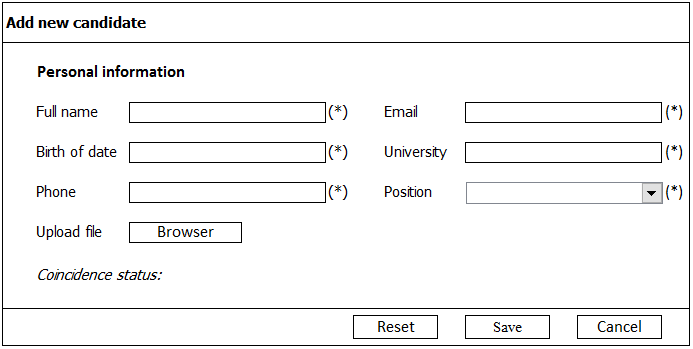 Add new candidate
Personal information
Full name (*) Email (*)
Birth of date (*) University (*)
Phone (*) Position (*)
Upload file Browser
Coincidence status:
Reset Save Cancel